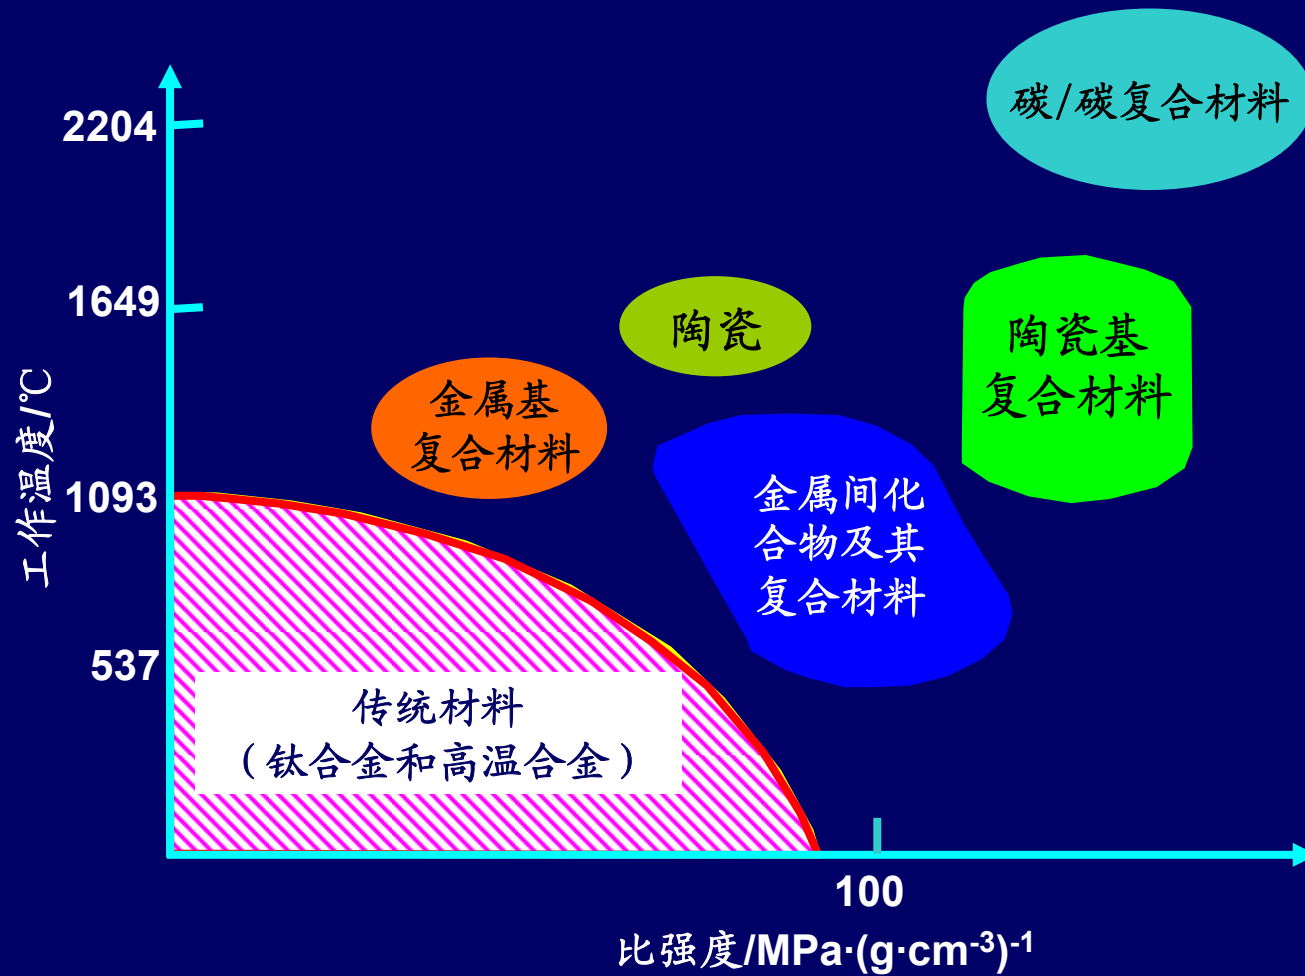 碳/碳复合材料
2204
1649
陶瓷
陶瓷基
复合材料
金属基
复合材料
工作温度/℃
1093
金属间化
合物及其
复合材料
537
传统材料
（钛合金和高温合金）
100
比强度/MPa·(g·cm-3)-1